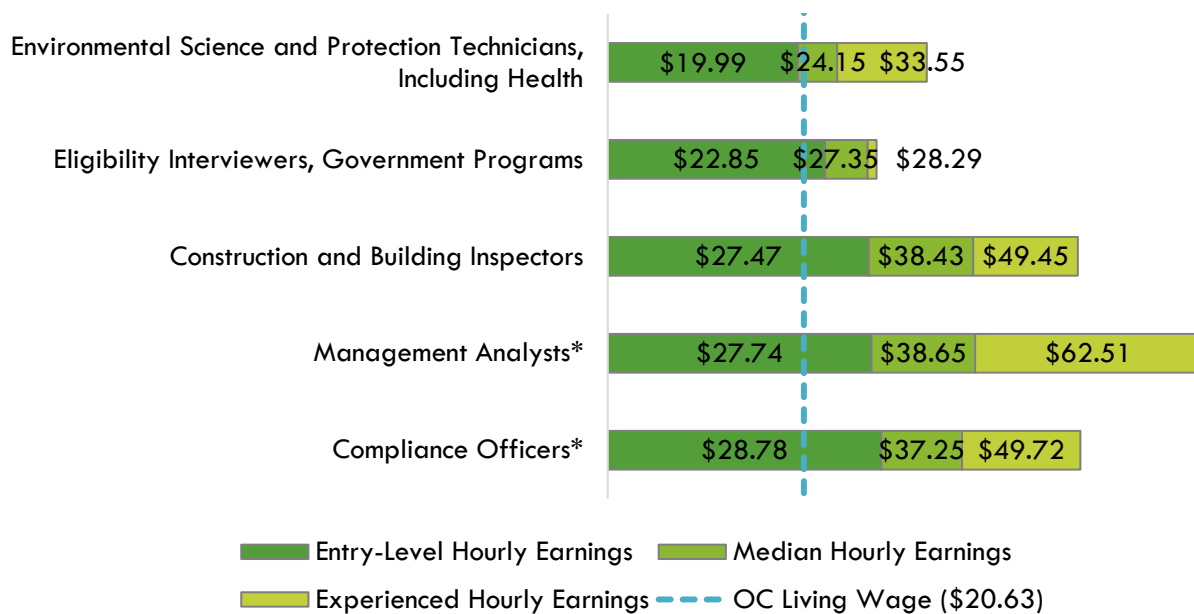 Environmental Science and Protection Technicians,
Including Health
$19.99 $24.15 $33.55
Eligibility Interviewers, Government Programs
$22.85 $27.35 $28.29
Construction and Building Inspectors
$27.47 $38.43 $49.45
Management Analysts*
$27.74 $38.65 $62.51
Compliance Officers*
$28.78 $37.25 $49.72
Entry-Level Hourly Earnings Median Hourly Earnings
Experienced Hourly Earnings OC Living Wage ($20.63)